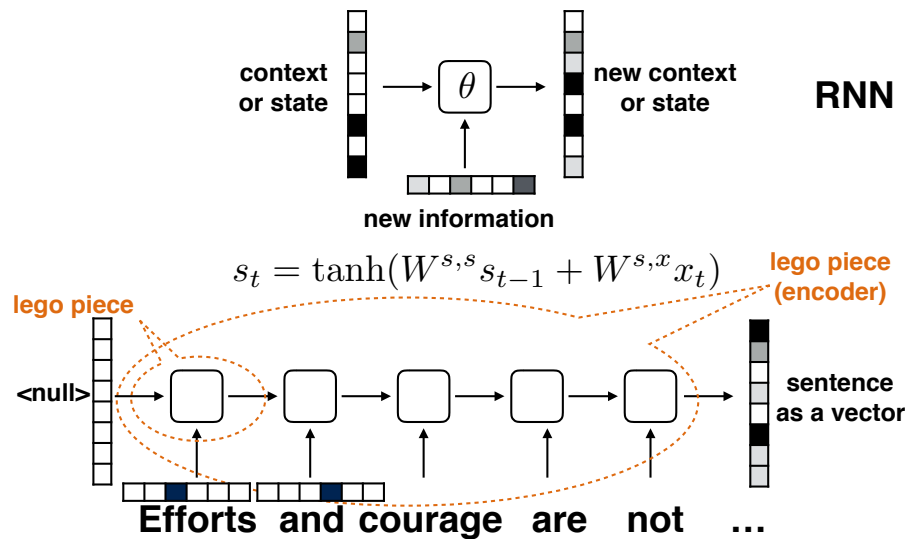 context
or state
θ
new context
or state
RNN
new information
s_t = tanh(W^{s,s} s_{t-1} + W^{s,x} x_t)
lego piece
(encoder)
lego piece
<null>
sentence
as a vector
Efforts and courage are not ...